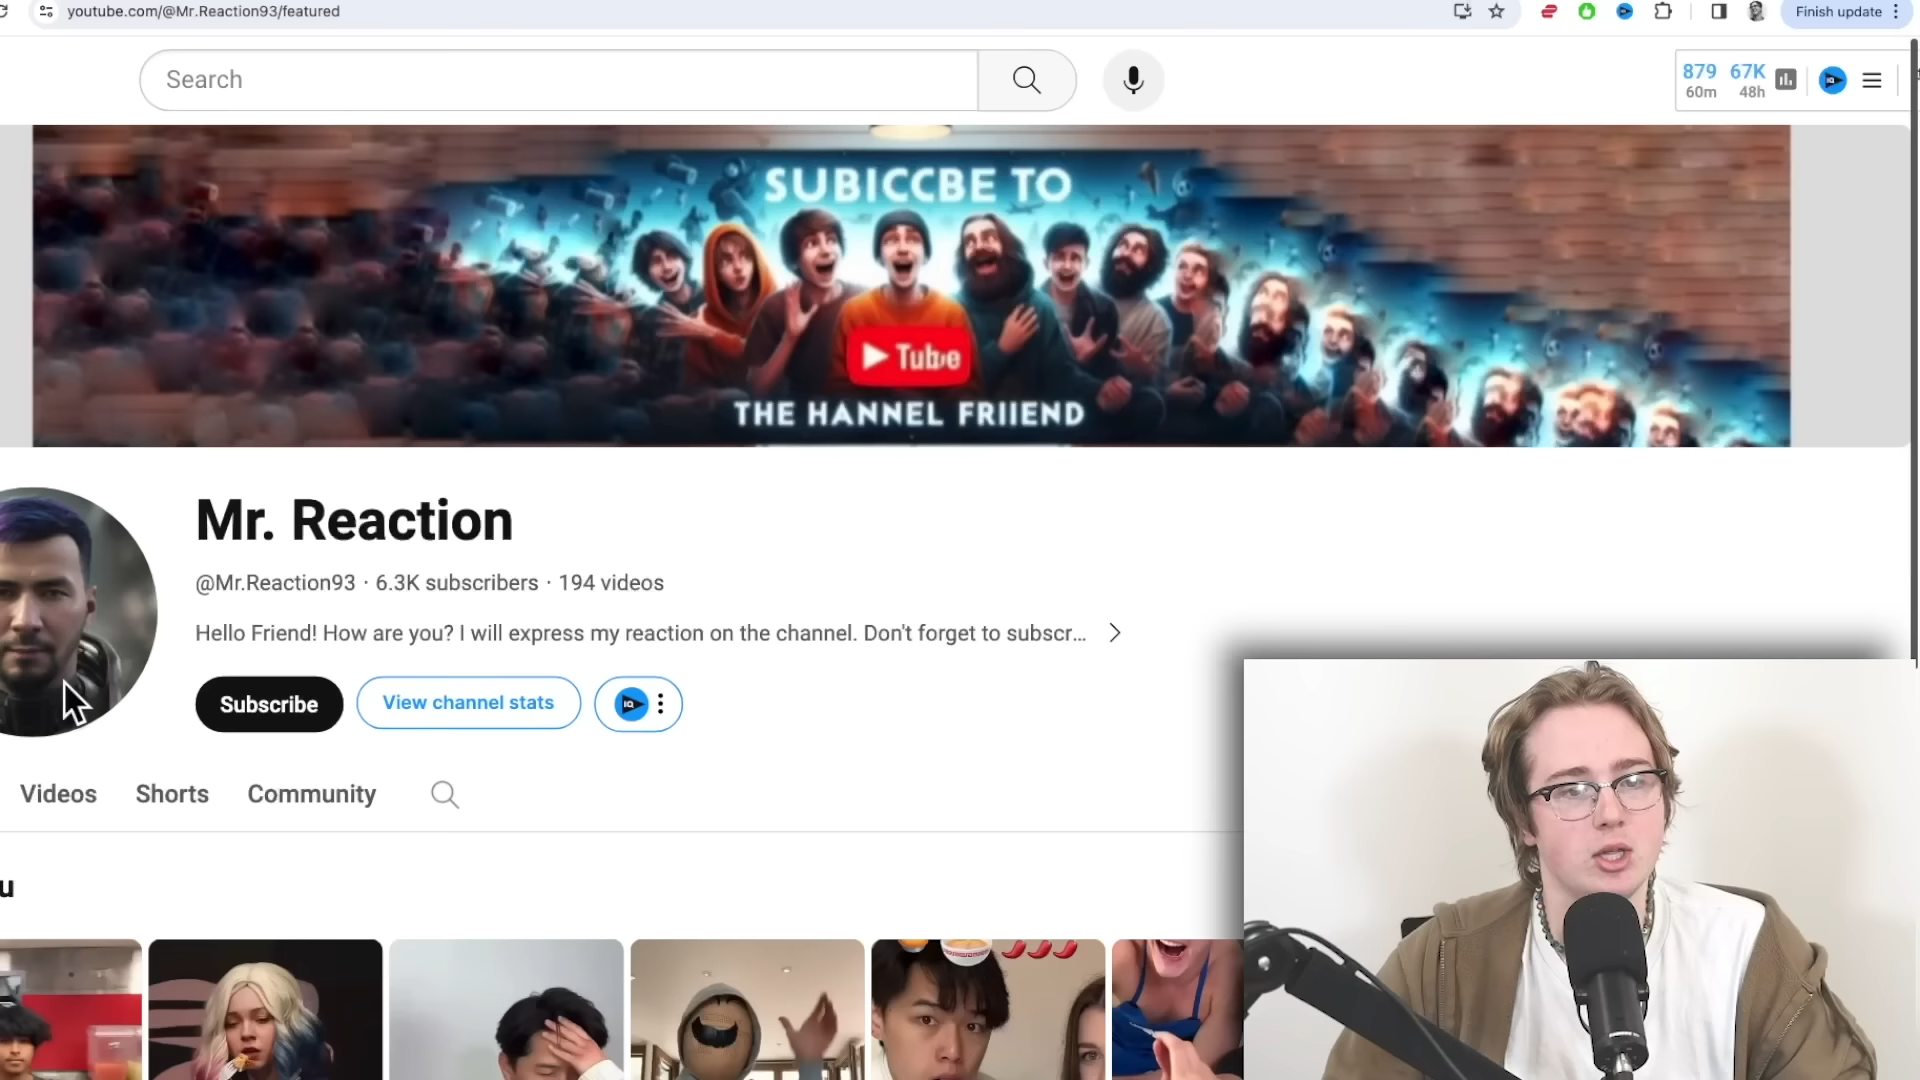 youtube.com/@Mr.Reaction93/featured
Finish update
Search
879 67K
60m 48h
SUBICCBE TO
Tube
THE HANNEL FRIIEND
Mr. Reaction
@Mr.Reaction93 · 6.3K subscribers · 194 videos
Hello Friend! How are you? I will express my reaction on the channel. Don't forget to subscr...
Subscribe
View channel stats
IQ
Videos
Shorts
Community
u